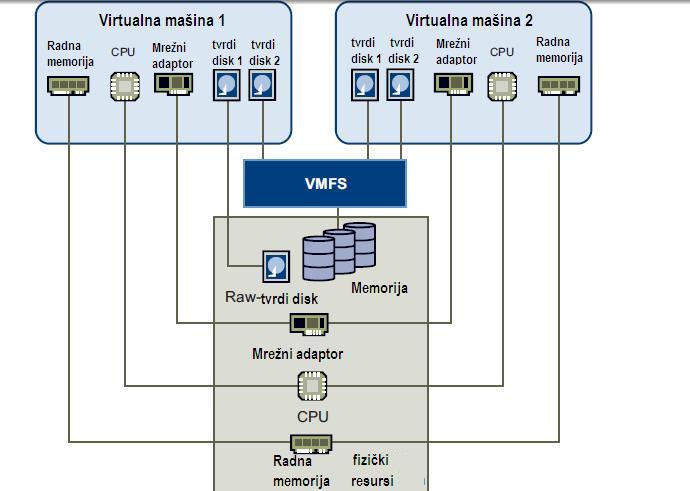 Virtualna mašina 1
Radna
memorija
CPU
Mrežni
adaptor
tvrdi
disk 1
tvrdi
disk 2
Virtualna mašina 2
tvrdi
disk 1
tvrdi
disk 2
Mrežni
adaptor
CPU
Radna
memorija
VMFS
Memorija
Raw-tvrdi disk
Mrežni adaptor
CPU
Radna
memorija
fizički
resursi